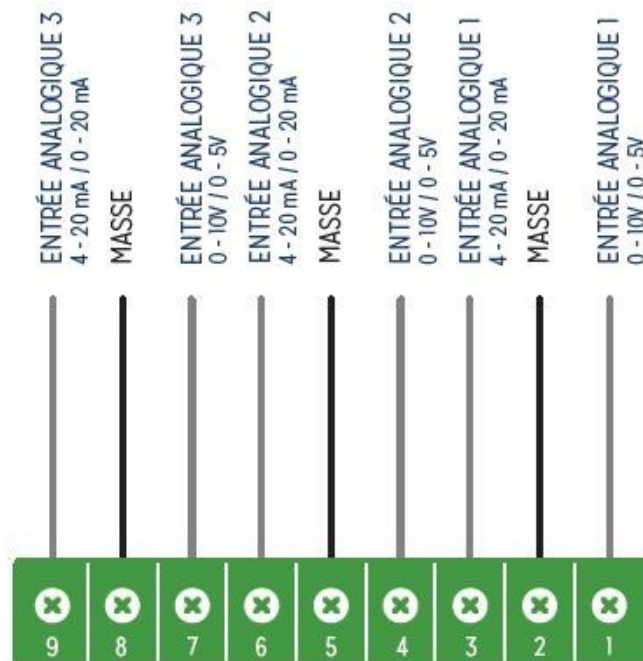 ENTRÉE ANALOGIQUE 3
4 - 20 mA / 0 - 20 mA
MASSE
ENTRÉE ANALOGIQUE 3
0 - 10V / 0 - 5V
ENTRÉE ANALOGIQUE 2
4 - 20 mA / 0 - 20 mA
MASSE
ENTRÉE ANALOGIQUE 2
0 - 10V / 0 - 5V
ENTRÉE ANALOGIQUE 1
4 - 20 mA / 0 - 20 mA
MASSE
ENTRÉE ANALOGIQUE 1
0 - 10V / 0 - 5V
9 8 7 6 5 4 3 2 1